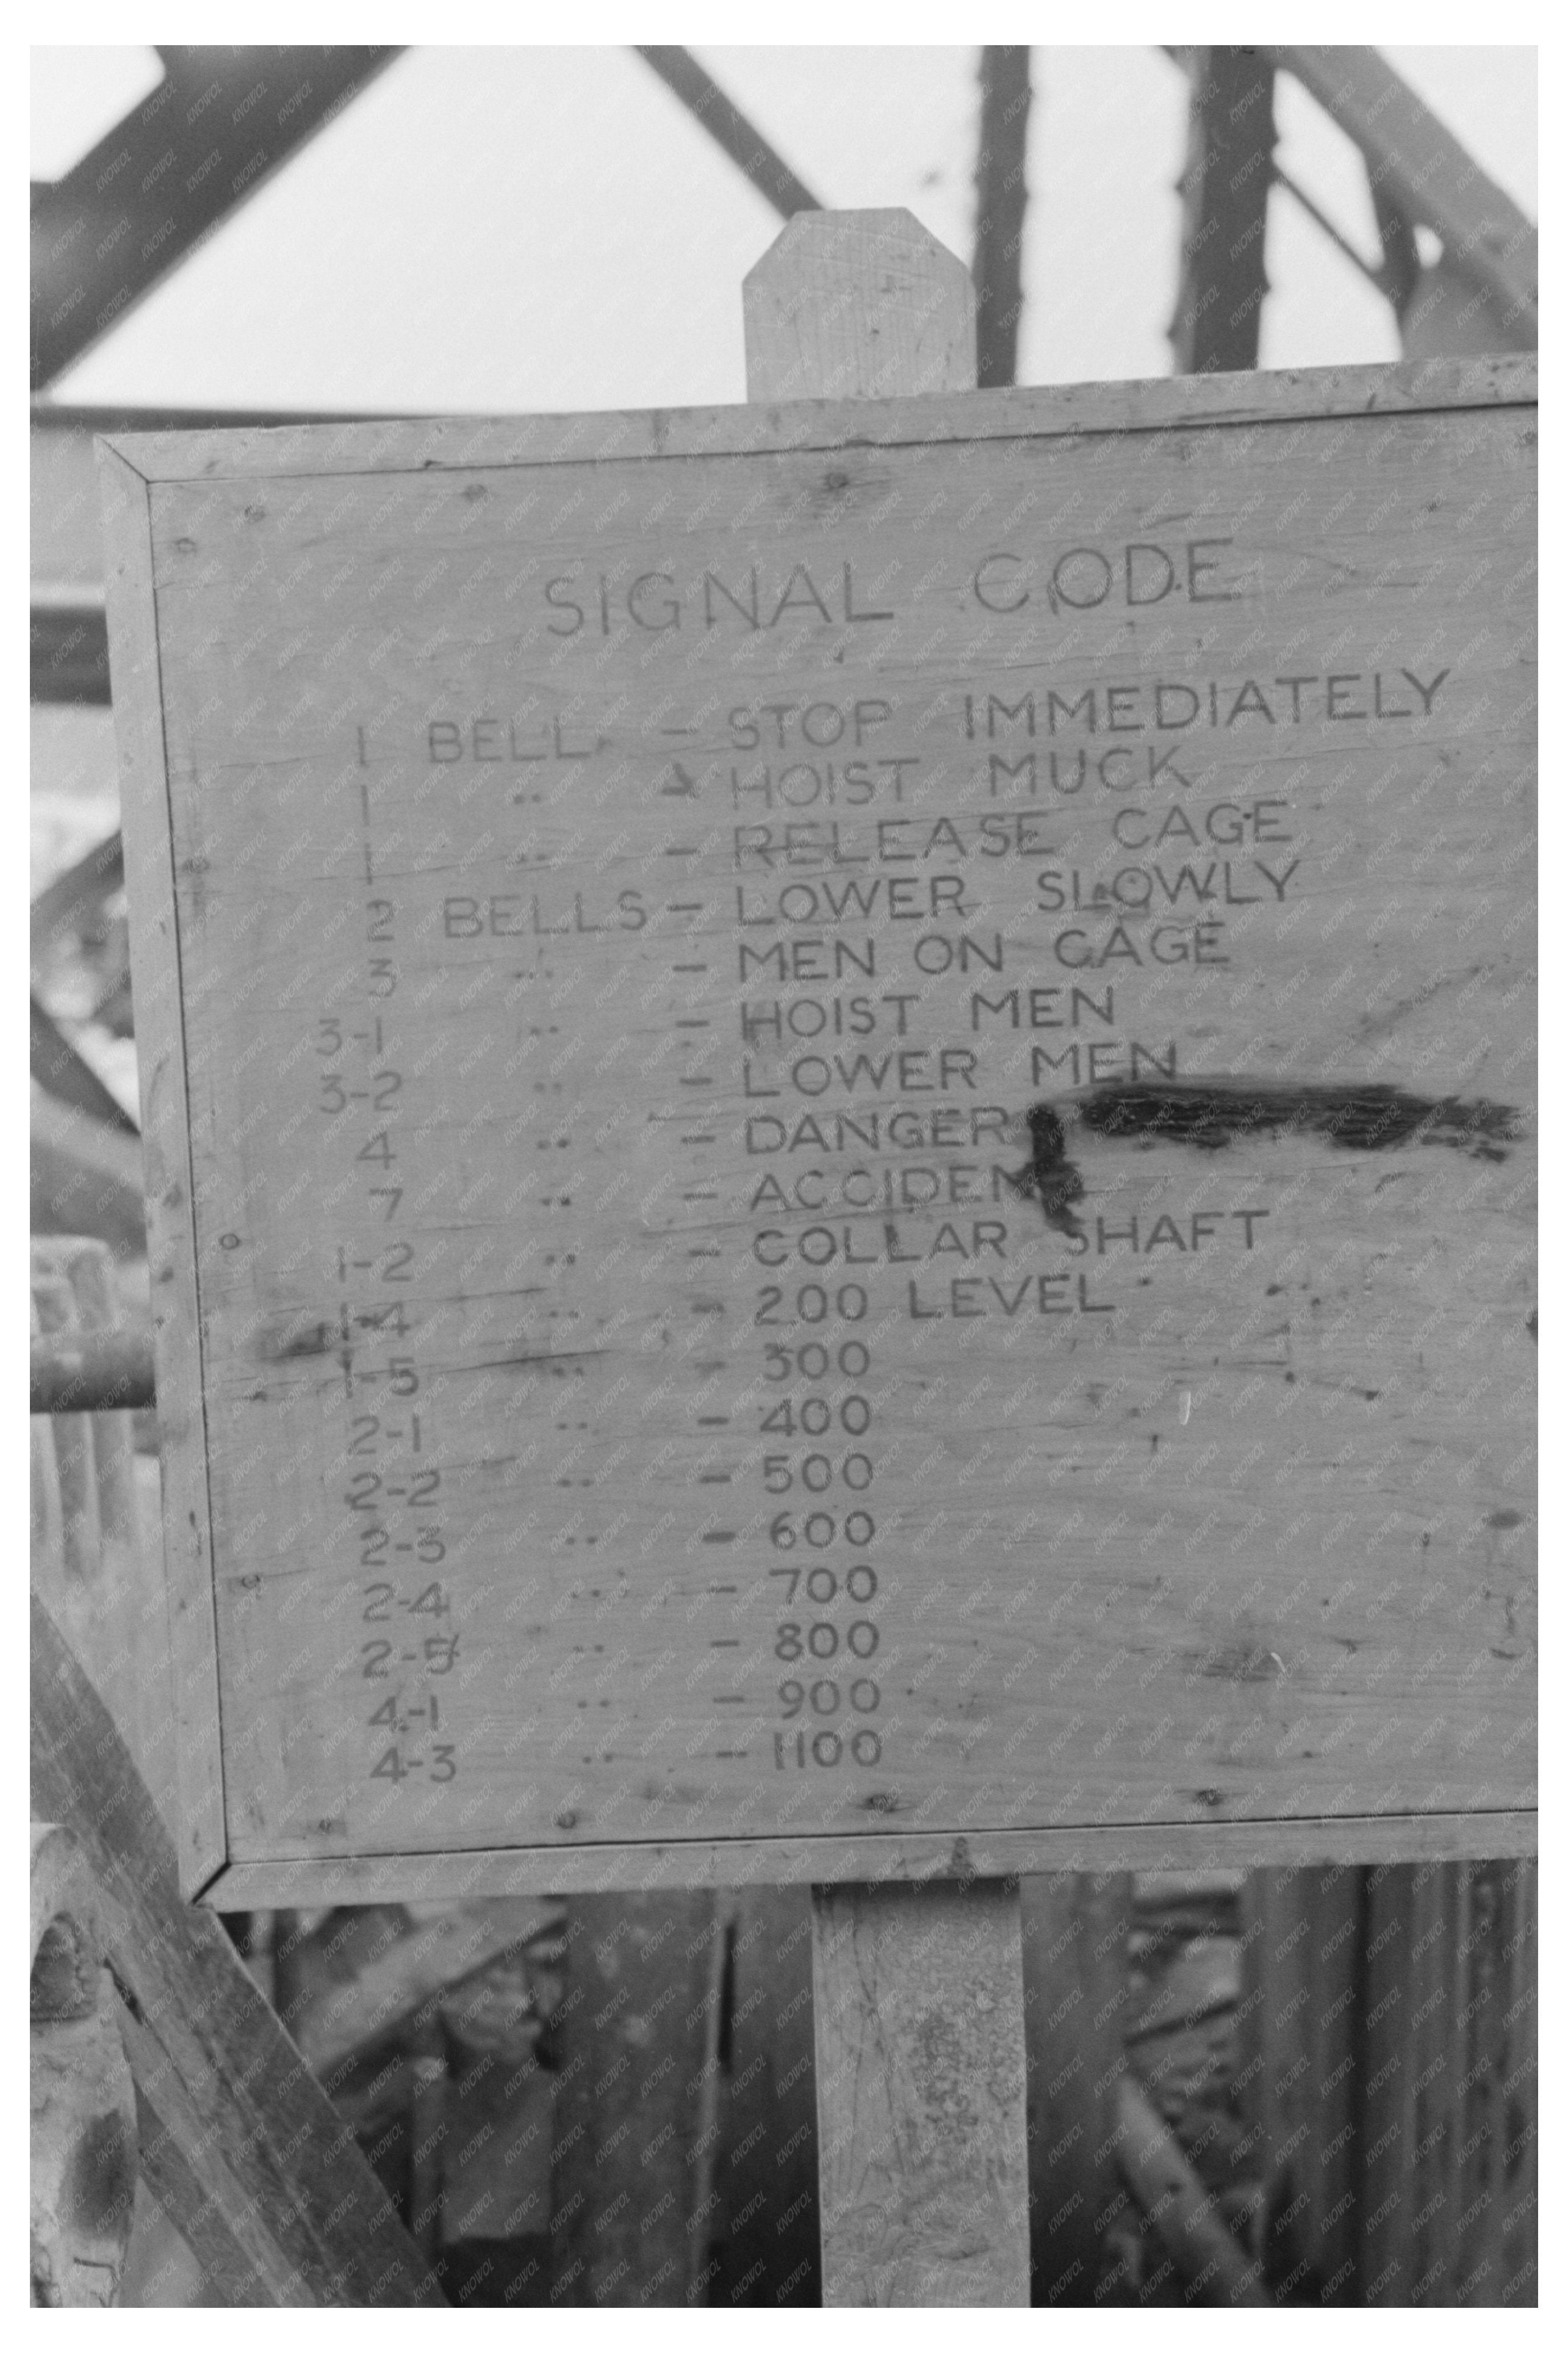 SIGNAL CODE
1 BELL - STOP IMMEDIATELY
1 " - HOIST MUCK
1 " - RELEASE CAGE
2 BELLS - LOWER SLOWLY
3 " - MEN ON CAGE
3-1 " - HOIST MEN
3-2 " - LOWER MEN
4 " - DANGER
7 " - ACCIDEN
1-2 " - COLLAR SHAFT
1-4 " - 200 LEVEL
1-5 " - 300
2-1 " - 400
2-2 " - 500
2-3 " - 600
2-4 " - 700
2-5 " - 800
4-1 " - 900
4-3 " - 1100
KNOWOL